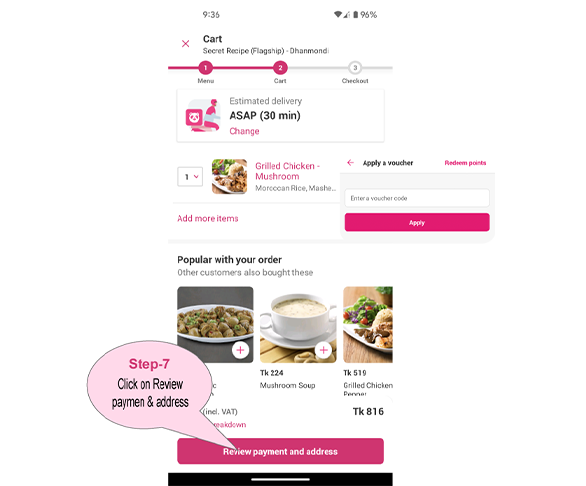 9:36
96%
Cart
Secret Recipe (Flagship) - Dhanmondi
1
2
3
Menu
Cart
Checkout
Estimated delivery
ASAP (30 min)
Change
1
Grilled Chicken -
Mushroom
Moroccan Rice, Mashe...
Apply a voucher
Redeem points
Enter a voucher code
Apply
Add more items
Popular with your order
Other customers also bought these
Tk 224
Tk 519
Mushroom Soup
Grilled Chicken
Pepper
Step-7
Click on Review
paymen & address
(incl. VAT)
Tk 816
Review payment and address